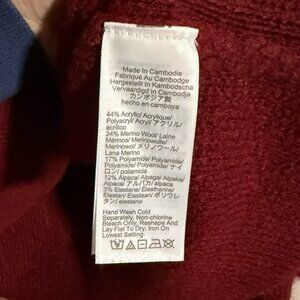 Made In Cambodia
Fabriqué Au Cambodge
Hergestellt In Kambodscha
Vervaardigd In Cambodja
カンボジア製
hecho en camboya
44% Acrylic/ Acrylique/
Polyacryl/ Acryl/ アクリル/
acrílico
24% Merino Wool/ Laine
Mérinos/ Merinowolle/
Merinowol/ メリノウール/
Lana Merino
17% Polyamide/ Polyamide/
Polyamid/ Polyamide/ ナイ
ロン/ poliamida
12% Alpaca/ Alpaga/ Alpaka/
Alpaca/ アルパカ/ alpaca
3% Elastane/ Élasthanne/
Elastan/ Elastaan/ ポリウレ
タン/ elastano
Hand Wash Cold
Separately. Non-chlorine
Bleach Only. Reshape And
Lay Flat To Dry. Iron On
Lowest Setting.